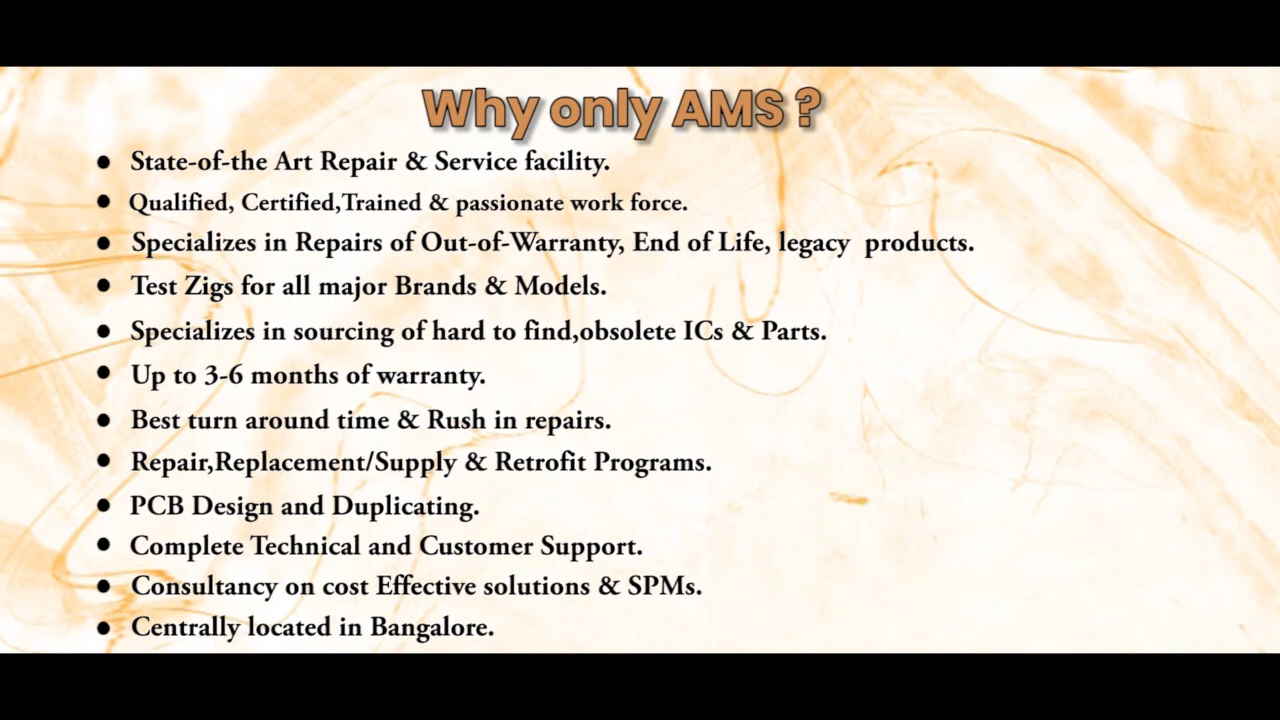 Why only AMS ?
● State-of-the Art Repair & Service facility.
● Qualified, Certified,Trained & passionate work force.
● Specializes in Repairs of Out-of-Warranty, End of Life, legacy  products.
● Test Zigs for all major Brands & Models.
● Specializes in sourcing of hard to find,obsolete ICs & Parts.
● Up to 3-6 months of warranty.
● Best turn around time & Rush in repairs.
● Repair,Replacement/Supply & Retrofit Programs.
● PCB Design and Duplicating.
● Complete Technical and Customer Support.
● Consultancy on cost Effective solutions & SPMs.
● Centrally located in Bangalore.